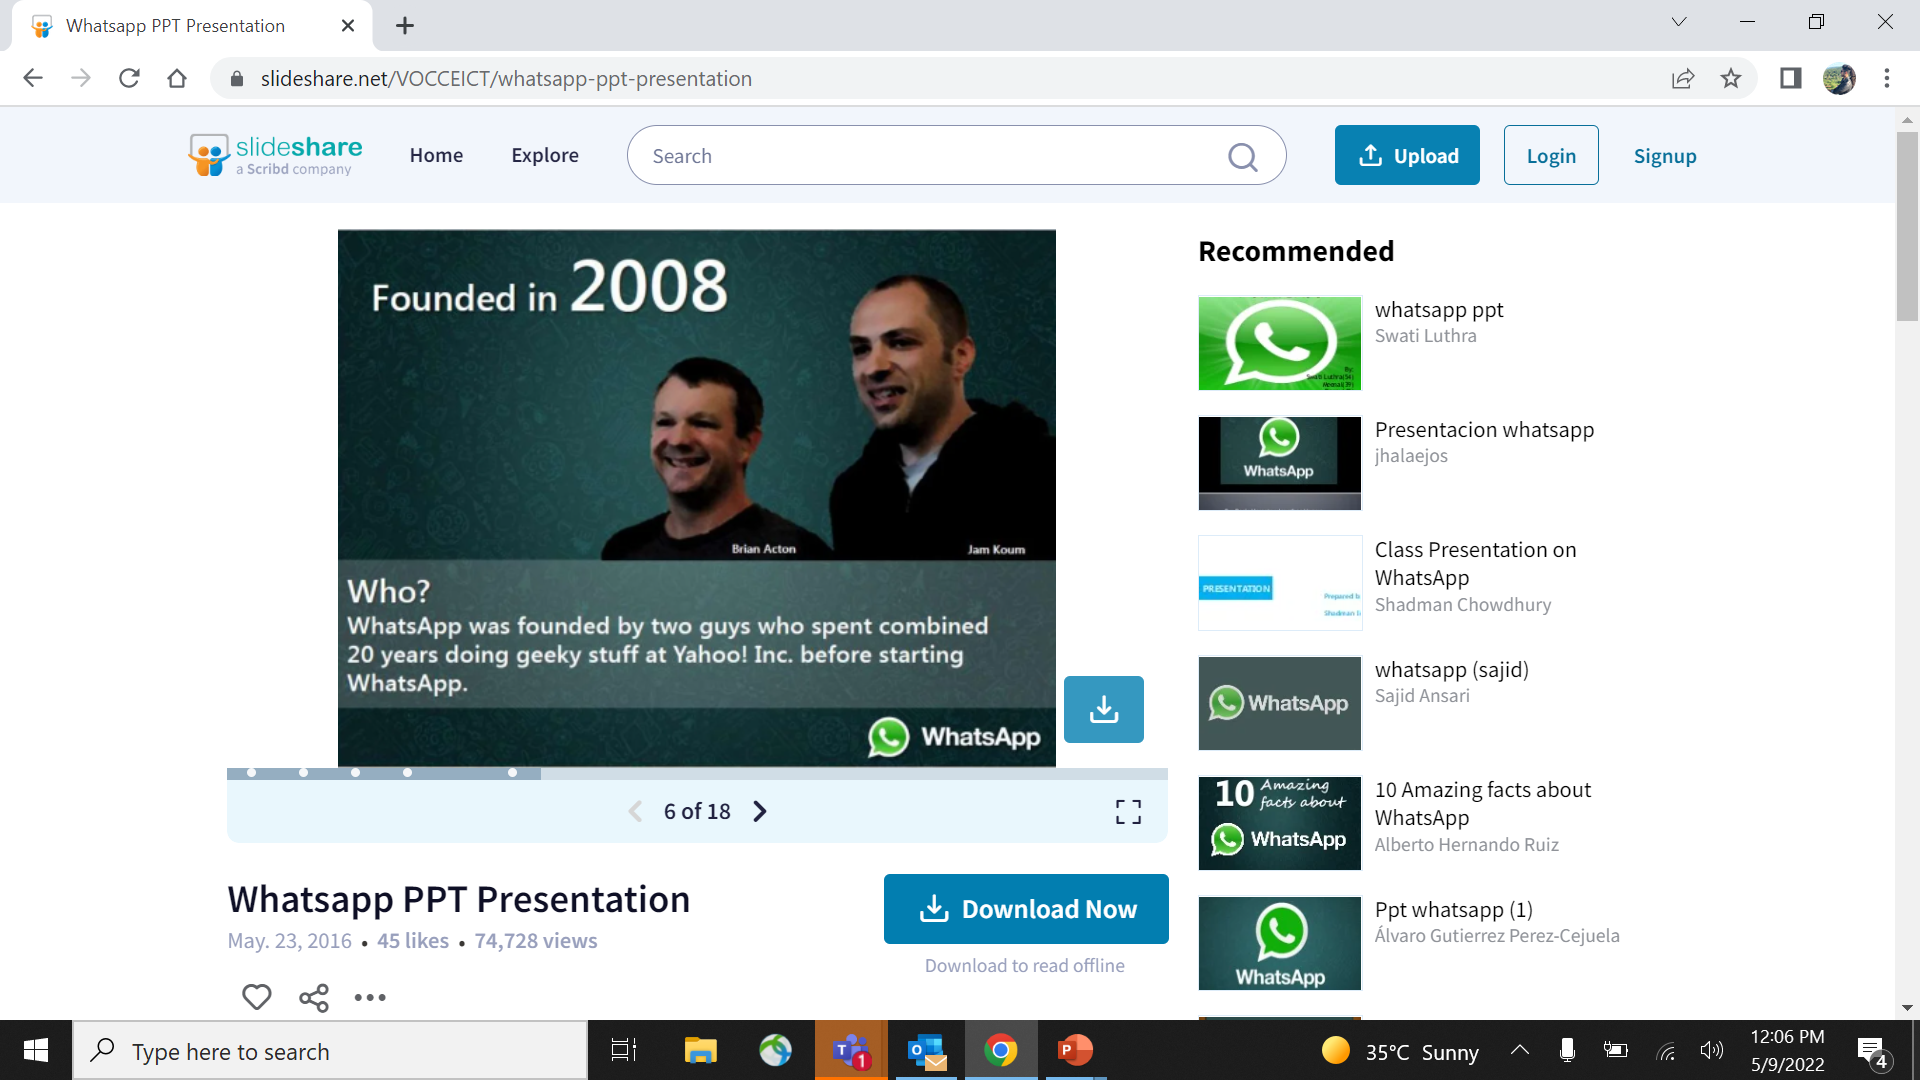 Whatsapp PPT Presentation
slideshare.net/VOCCEICT/whatsapp-ppt-presentation
slideshare
a Scribd company
Home
Explore
Search
Upload
Login
Signup
Founded in 2008
Brian Acton
Jam Koum
Who?
WhatsApp was founded by two guys who spent combined
20 years doing geeky stuff at Yahoo! Inc. before starting
WhatsApp.
WhatsApp
6 of 18
Whatsapp PPT Presentation
May. 23, 2016 • 45 likes • 74,728 views
Download Now
Download to read offline
Recommended
By:
Swati Luthra(54)
whatsapp ppt
Swati Luthra
WhatsApp
Presentacion whatsapp
jhalaejos
PRESENTATION
Prepared b
Class Presentation on
WhatsApp
Shadman Chowdhury
WhatsApp
whatsapp (sajid)
Sajid Ansari
10 Amazing
facts about
WhatsApp
10 Amazing facts about
WhatsApp
Alberto Hernando Ruiz
WhatsApp
Ppt whatsapp (1)
Álvaro Gutierrez Perez-Cejuela
Type here to search
T 1
O
P
35°C Sunny
12:06 PM
5/9/2022
4